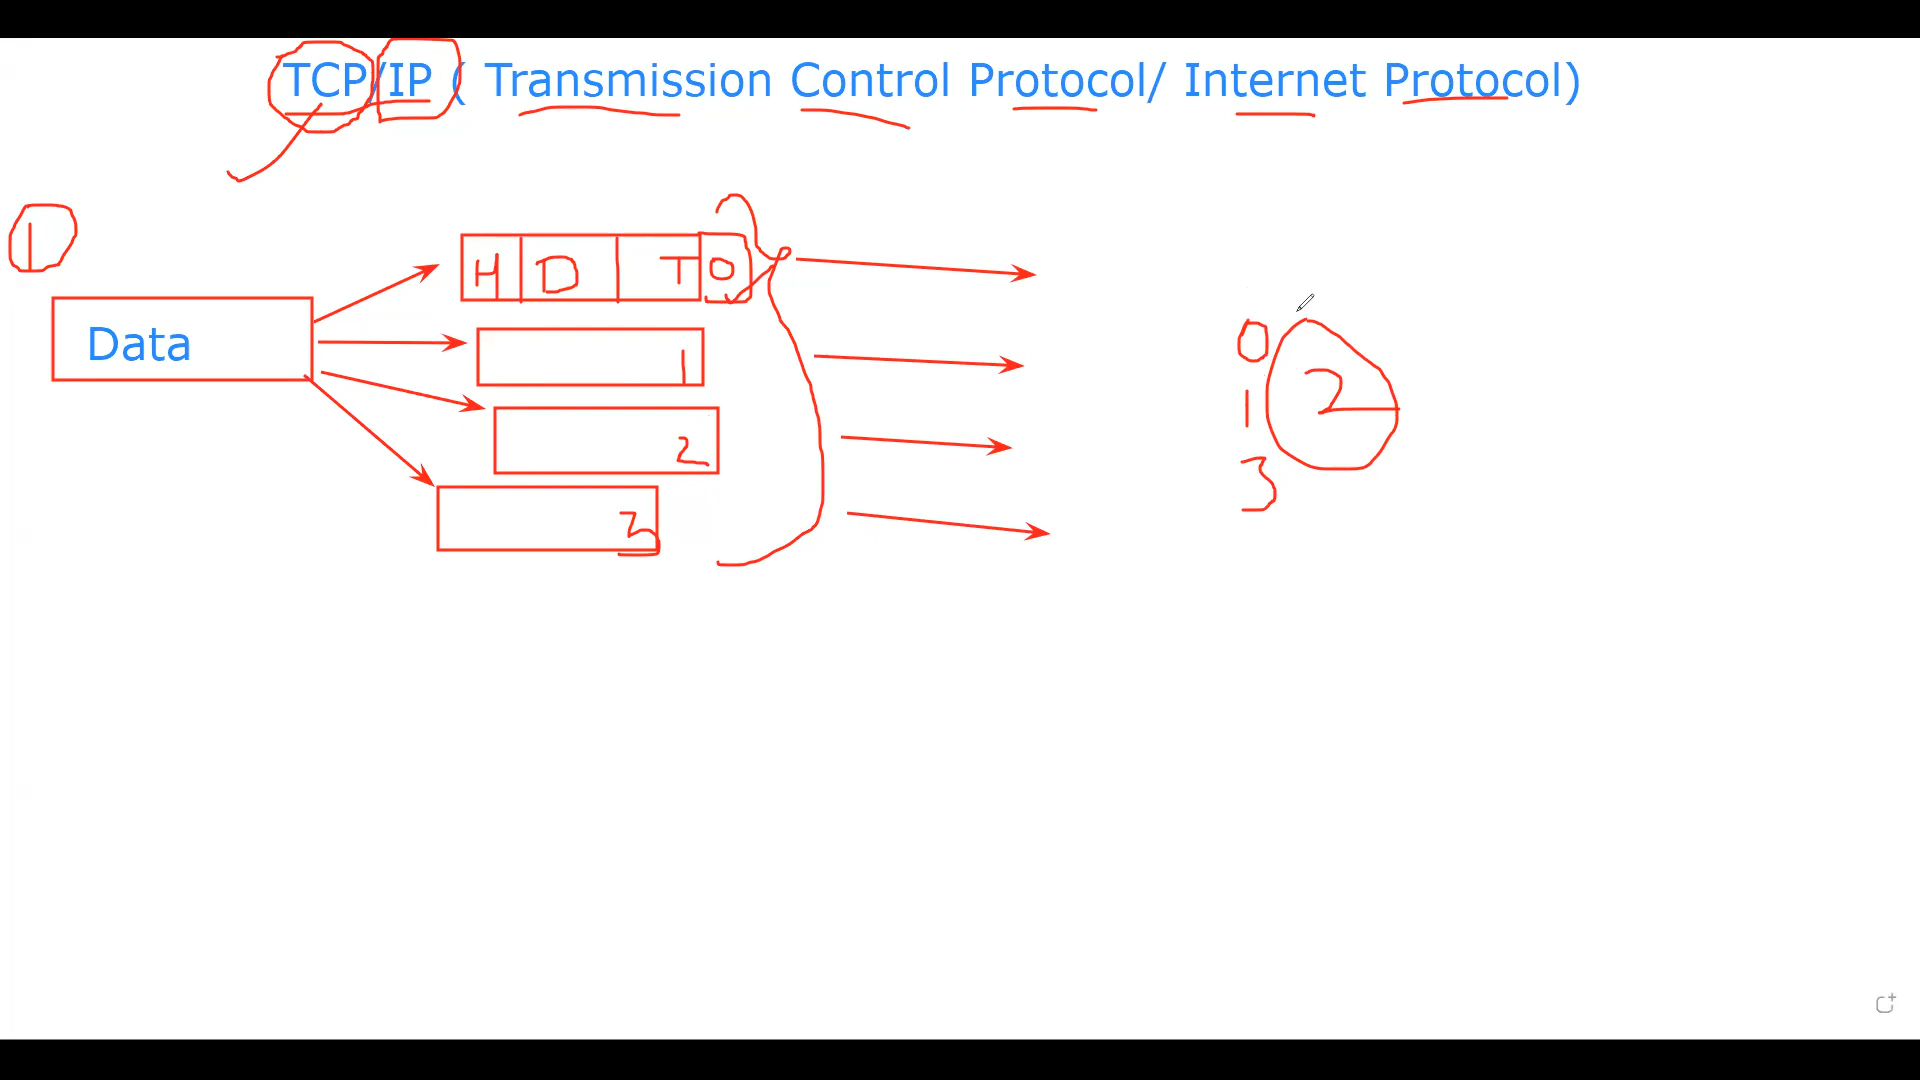 TCP/IP ( Transmission Control Protocol/ Internet Protocol)
1
H D T 0
Data
1
2
3
0
1 2
3